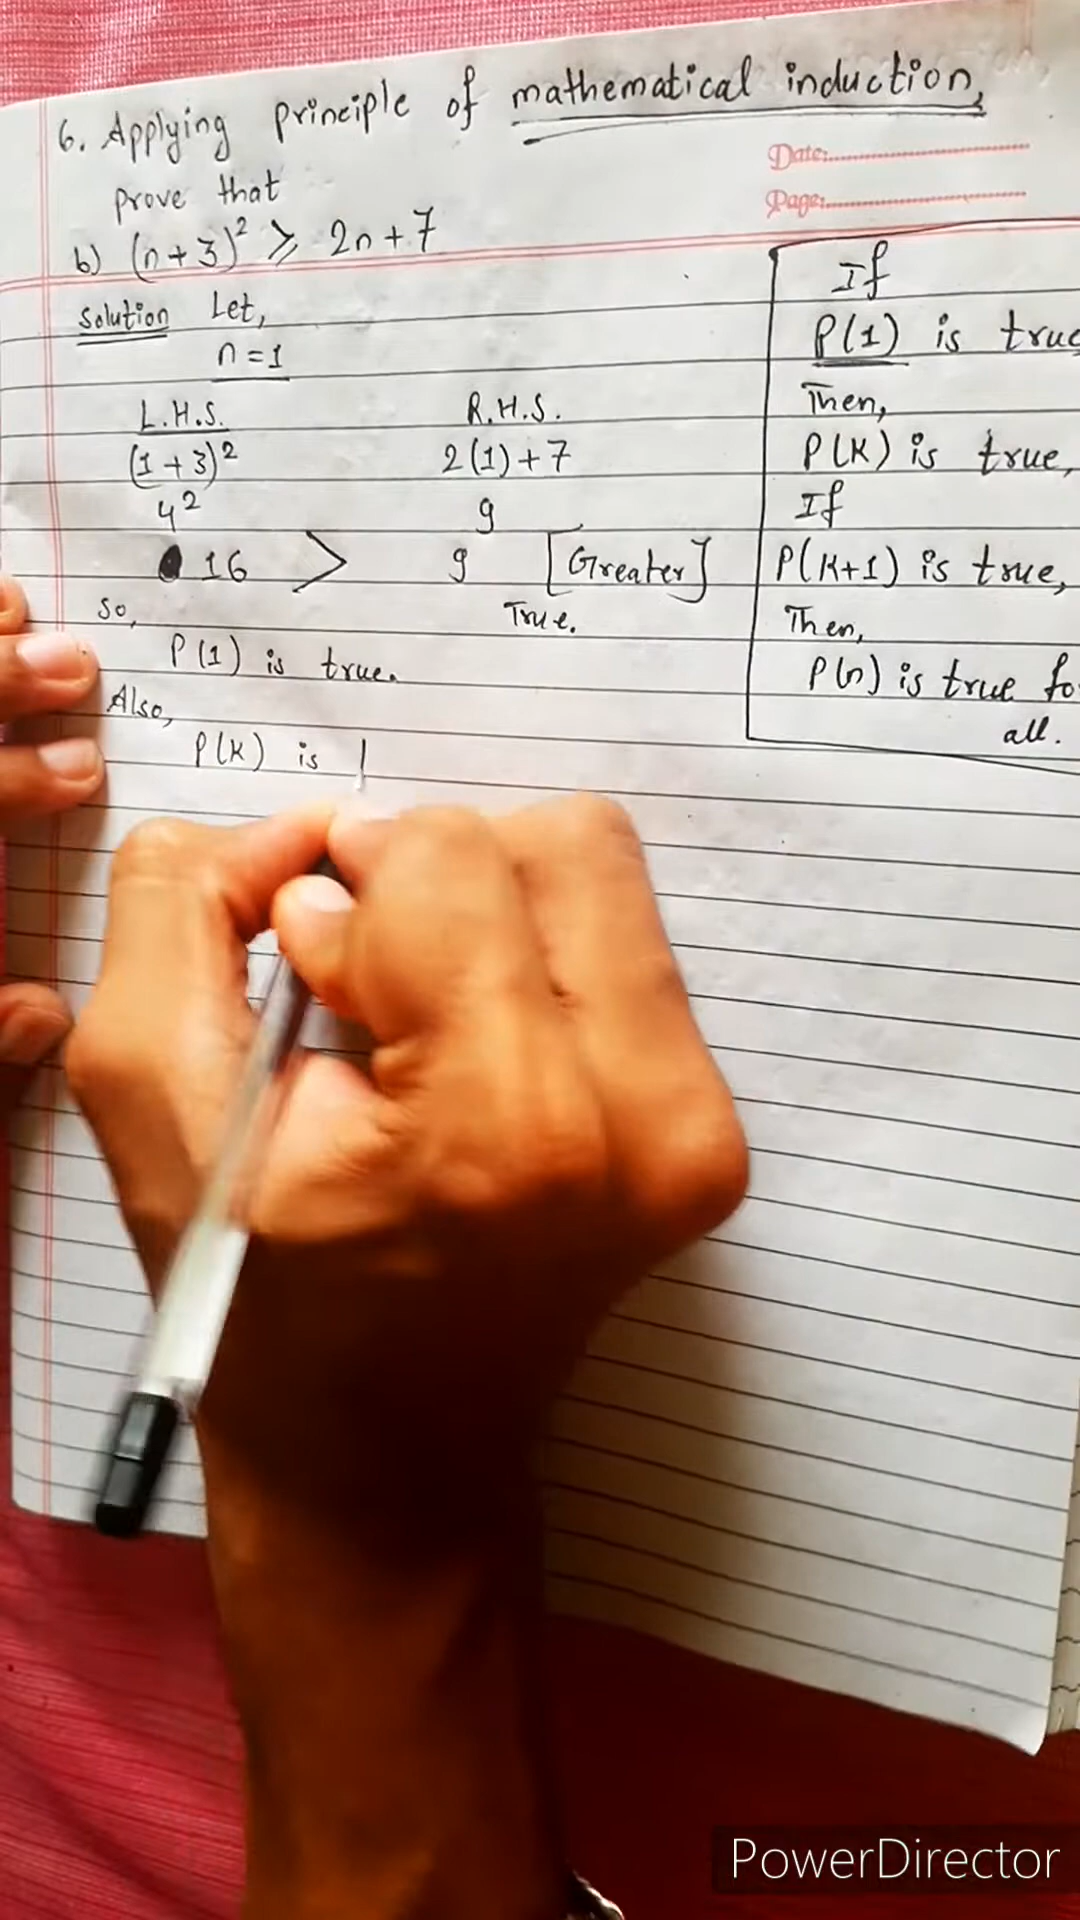 6. Applying principle of mathematical induction,
prove that
Date:
Page:
b) (n+3)² ≥ 2n+7
Solution Let,
n = 1
L.H.S. R.H.S.
(1+3)² 2(1)+7
4² 9
16 > 9 [Greater]
True.
So,
P(1) is true.
Also,
P(K) is
If
P(1) is true
Then,
P(K) is true,
If
P(K+1) is true,
Then,
P(n) is true fo
all.
PowerDirector